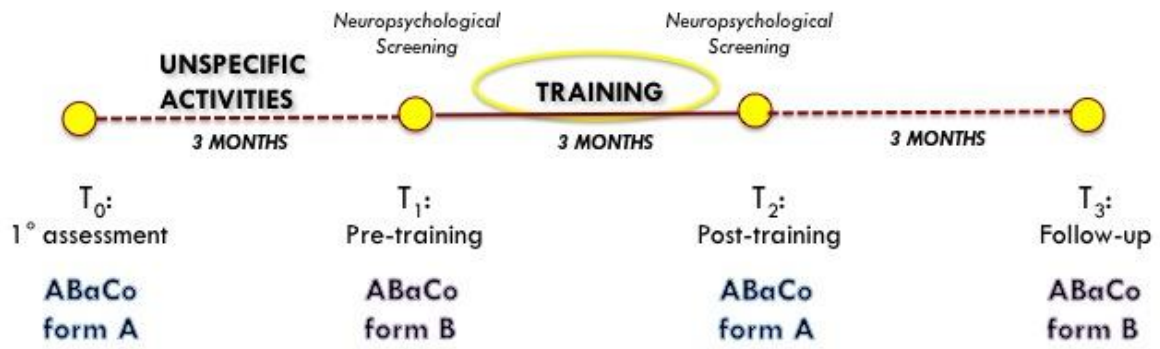 Neuropsychological
Screening
Neuropsychological
Screening
UNSPECIFIC
ACTIVITIES
TRAINING
3 MONTHS
3 MONTHS
3 MONTHS
T0:
1° assessment
T1:
Pre-training
T2:
Post-training
T3:
Follow-up
ABaCo
form A
ABaCo
form B
ABaCo
form A
ABaCo
form B